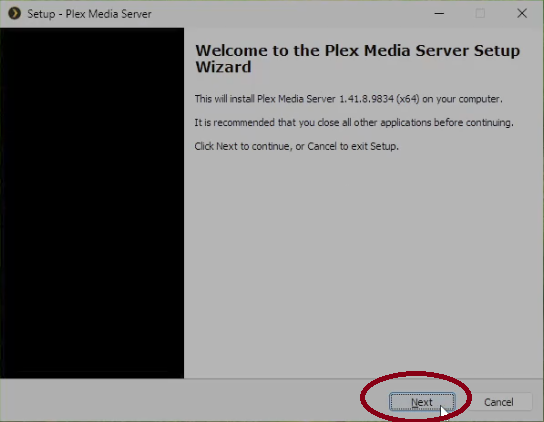 Setup - Plex Media Server
Welcome to the Plex Media Server Setup
Wizard
This will install Plex Media Server 1.41.8.9834 (x64) on your computer.
It is recommended that you close all other applications before continuing.
Click Next to continue, or Cancel to exit Setup.
Next
Cancel